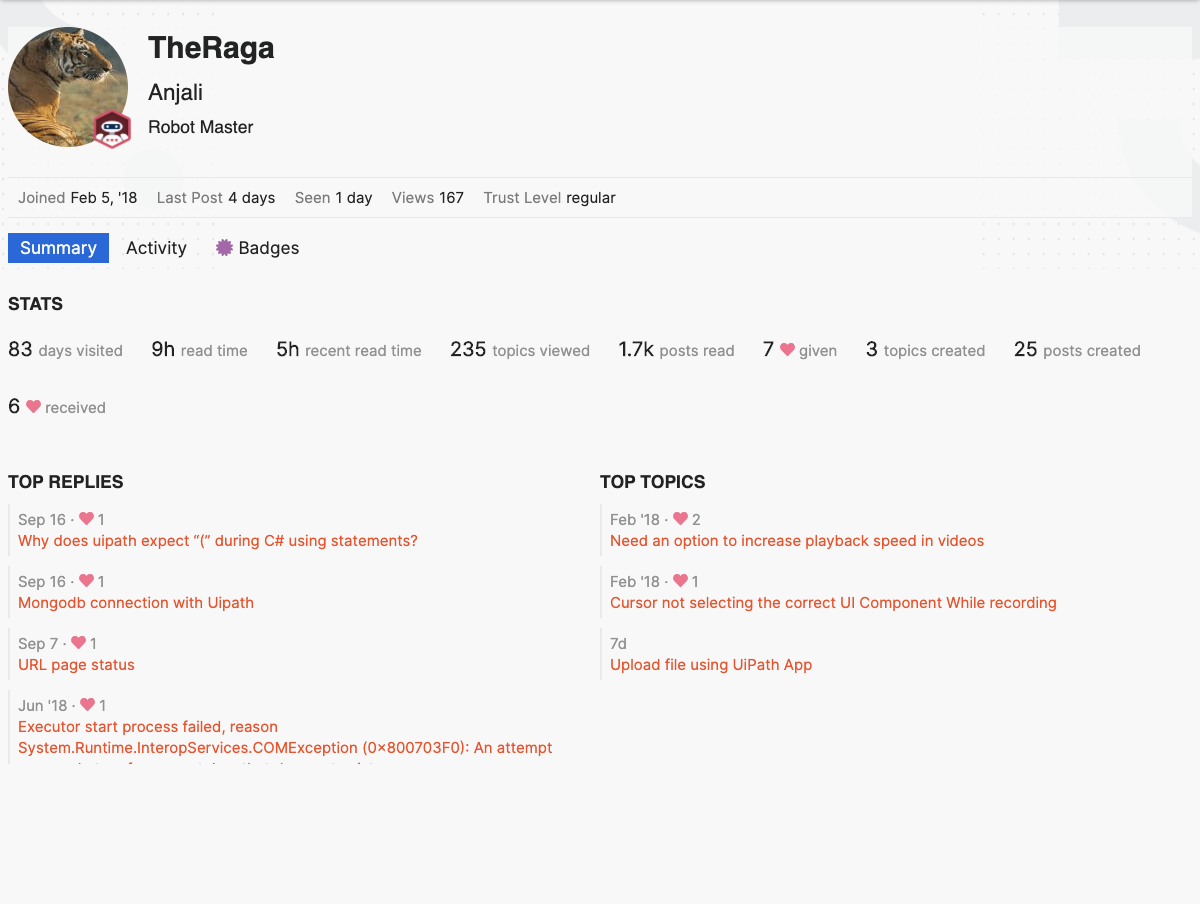 TheRaga
Anjali
Robot Master
Joined Feb 5, '18 Last Post 4 days Seen 1 day Views 167 Trust Level regular
Summary Activity Badges
STATS
83 days visited 9h read time 5h recent read time 235 topics viewed 1.7k posts read 7 given 3 topics created 25 posts created
6 received
TOP REPLIES
Sep 16 · 1
Why does uipath expect “(” during C# using statements?
Sep 16 · 1
Mongodb connection with Uipath
Sep 7 · 1
URL page status
Jun '18 · 1
Executor start process failed, reason
System.Runtime.InteropServices.COMException (0×800703F0): An attempt
TOP TOPICS
Feb '18 · 2
Need an option to increase playback speed in videos
Feb '18 · 1
Cursor not selecting the correct UI Component While recording
7d
Upload file using UiPath App